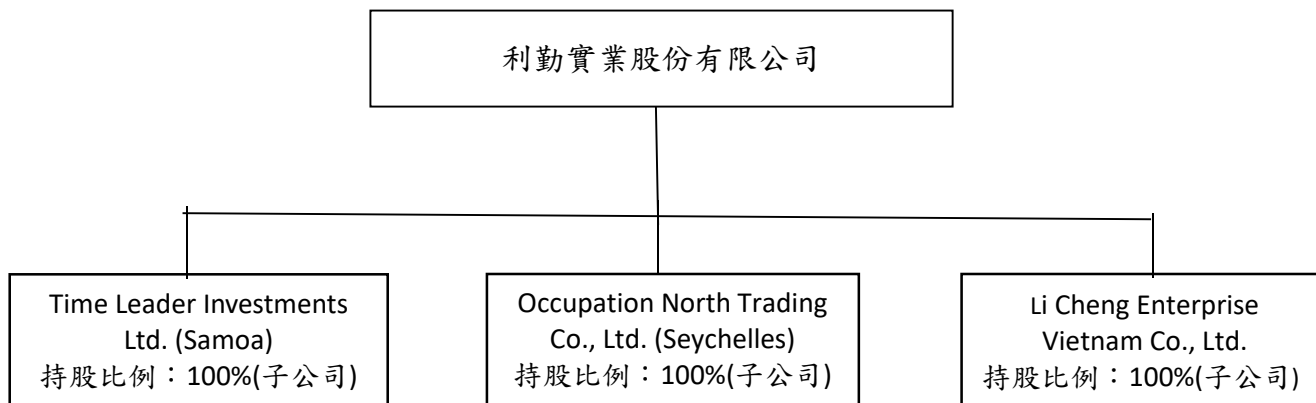 利勤實業股份有限公司
Time Leader Investments
Ltd. (Samoa)
持股比例：100%(子公司)
Occupation North Trading
Co., Ltd. (Seychelles)
持股比例：100%(子公司)
Li Cheng Enterprise
Vietnam Co., Ltd.
持股比例：100%(子公司)